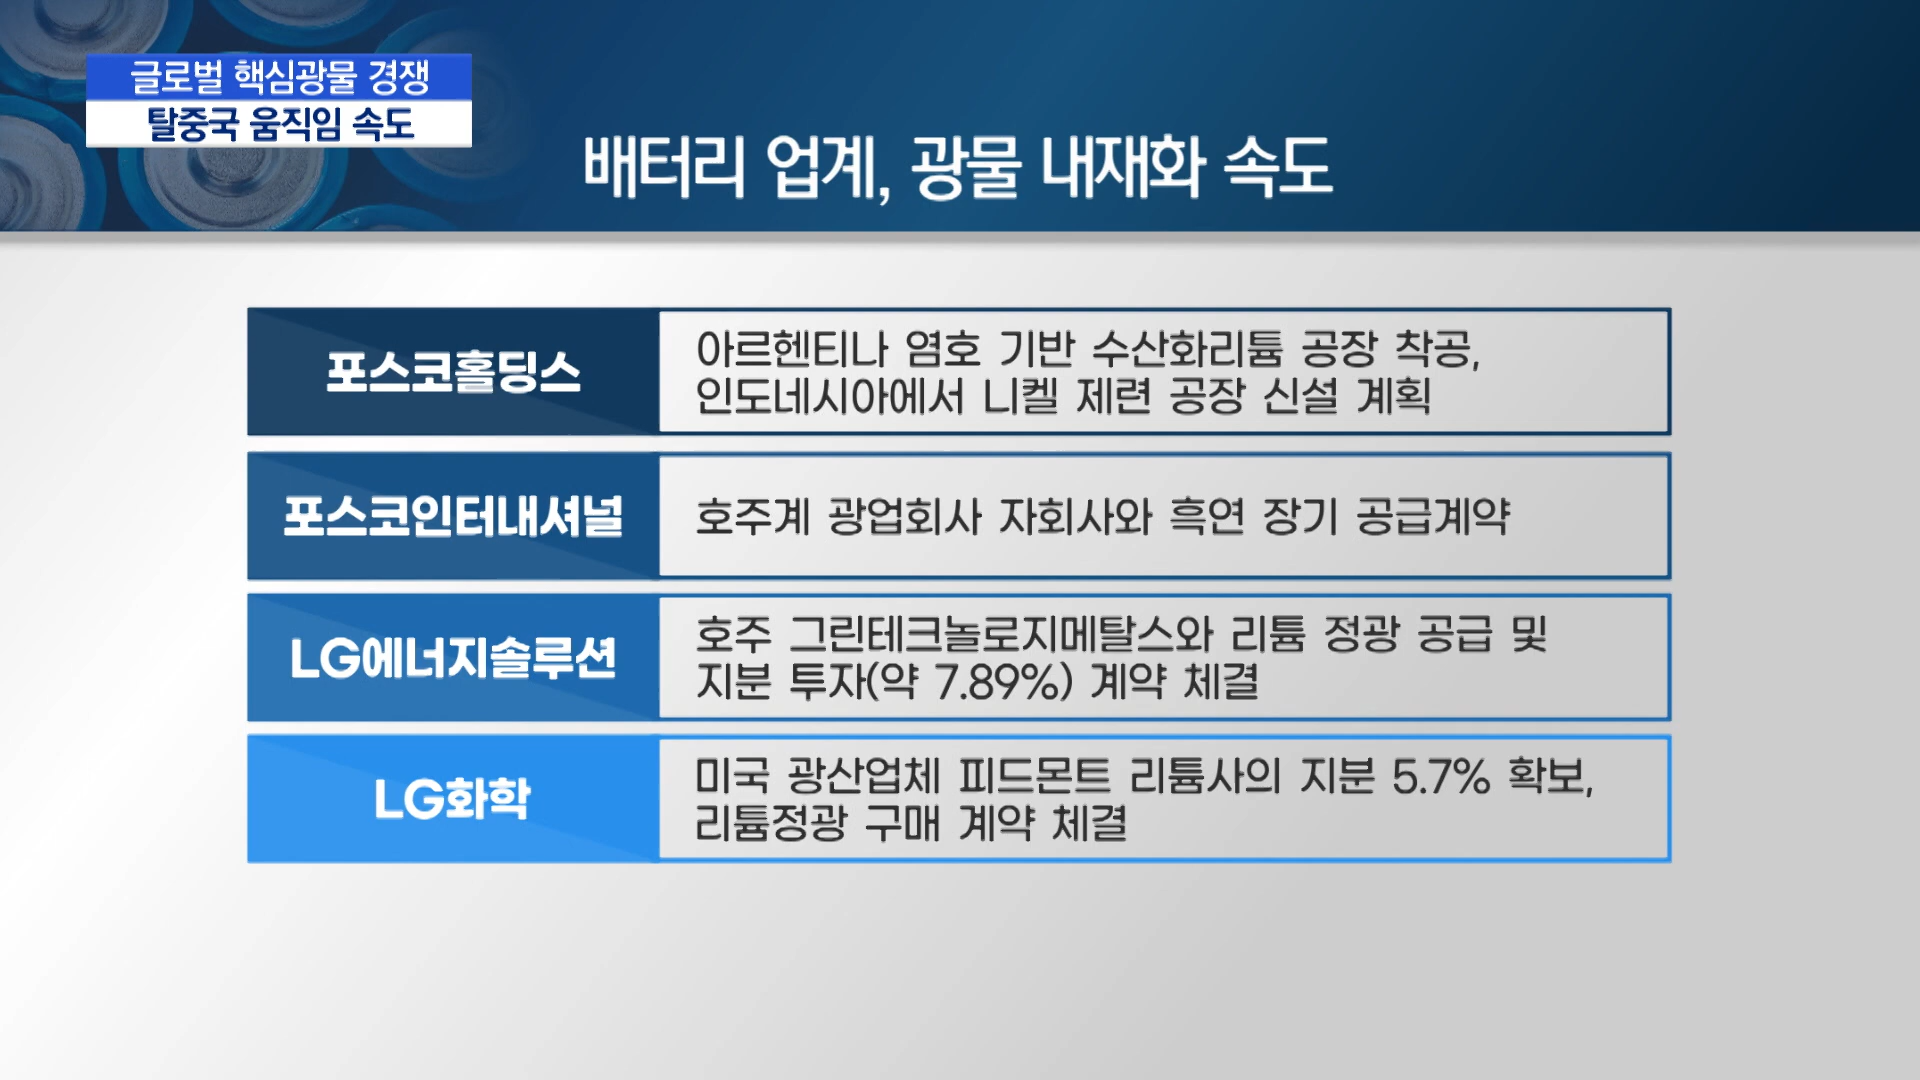 글로벌 핵심광물 경쟁
탈중국 움직임 속도
배터리 업계, 광물 내재화 속도
포스코홀딩스
아르헨티나 염호 기반 수산화리튬 공장 착공,
인도네시아에서 니켈 제련 공장 신설 계획
포스코인터내셔널
호주계 광업회사 자회사와 흑연 장기 공급계약
LG에너지솔루션
호주 그린테크놀로지메탈스와 리튬 정광 공급 및
지분 투자(약 7.89%) 계약 체결
LG화학
미국 광산업체 피드몬트 리튬사의 지분 5.7% 확보,
리튬정광 구매 계약 체결